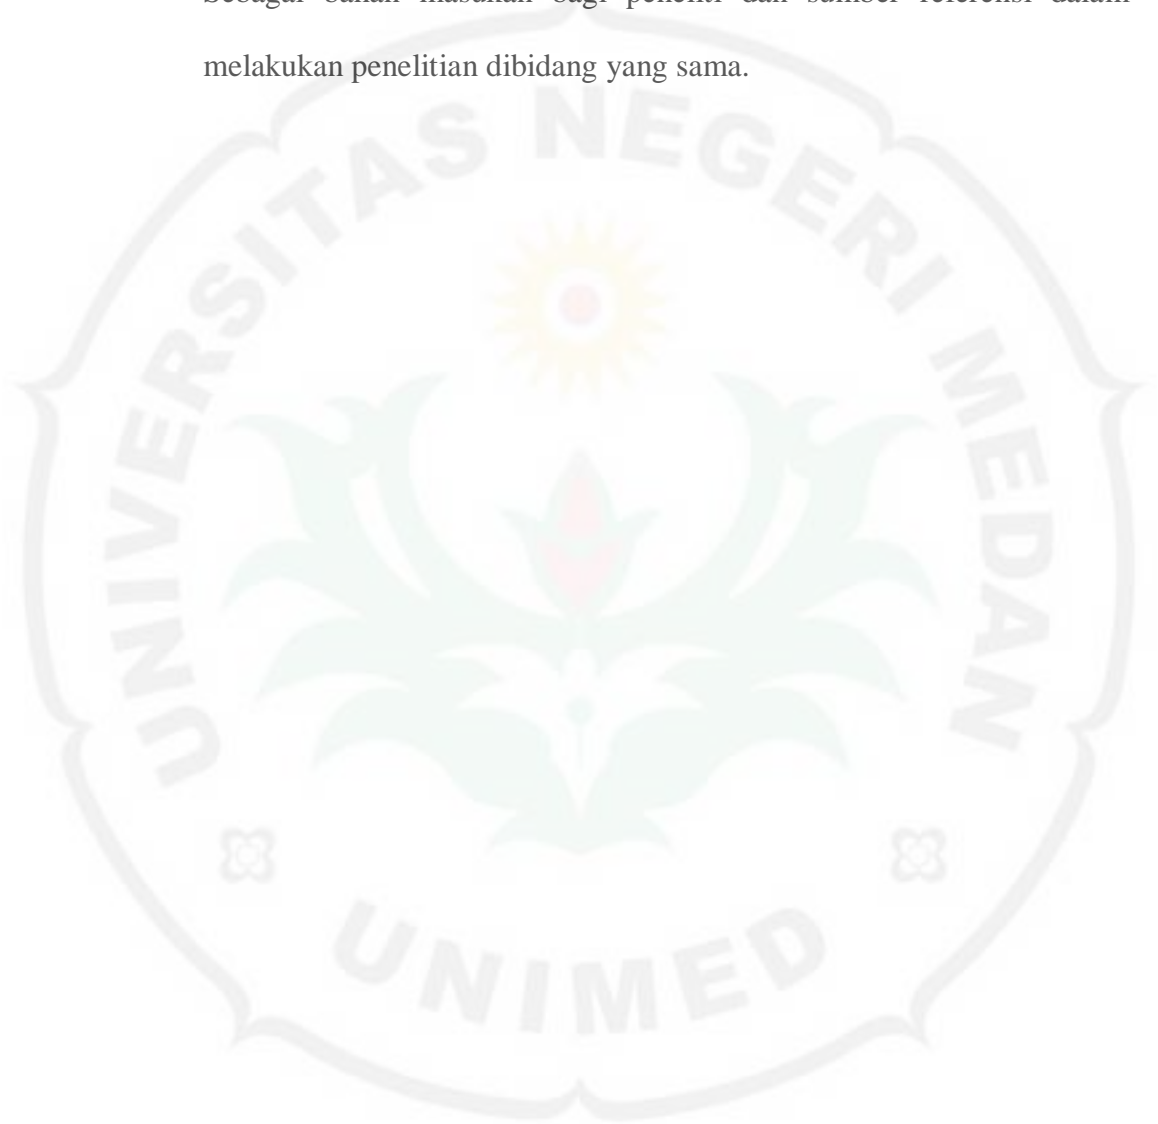 Sebagai bahan masukan bagi peneliti dan sumber referensi dalam
melakukan penelitian dibidang yang sama.
UNIVERSITAS NEGERI MEDAN
UNIMED